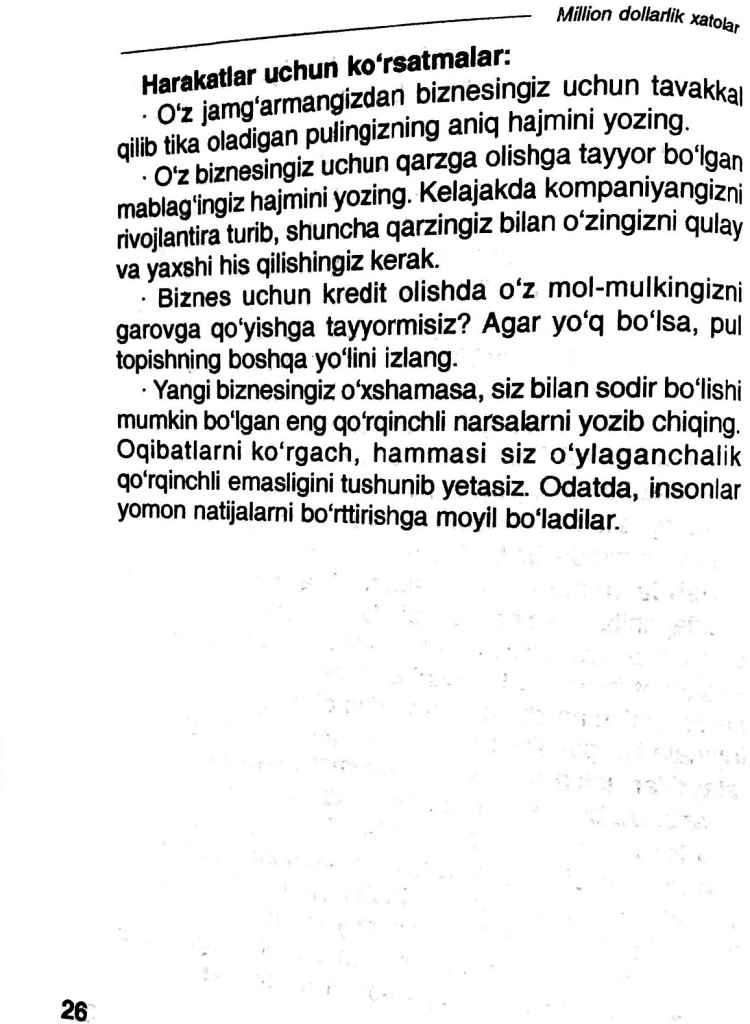 Million dollarlik xatolar
Harakatlar uchun ko‘rsatmalar:
· O‘z jamg‘armangizdan biznesingiz uchun tavakkal
qilib tika oladigan pulingizning aniq hajmini yozing.
· O‘z biznesingiz uchun qarzga olishga tayyor bo‘lgan
mablag‘ingiz hajmini yozing. Kelajakda kompaniyangizni
rivojlantira turib, shuncha qarzingiz bilan o‘zingizni qulay
va yaxshi his qilishingiz kerak.
· Biznes uchun kredit olishda o‘z mol-mulkingizni
garovga qo‘yishga tayyormisiz? Agar yo‘q bo‘lsa, pul
topishning boshqa yo‘lini izlang.
· Yangi biznesingiz o‘xshamasa, siz bilan sodir bo‘lishi
mumkin bo‘lgan eng qo‘rqinchli narsalarni yozib chiqing.
Oqibatlarni ko‘rgach, hammasi siz o‘ylaganchalik
qo‘rqinchli emasligini tushunib yetasiz. Odatda, insonlar
yomon natijalarni bo‘rttirishga moyil bo‘ladilar.
26